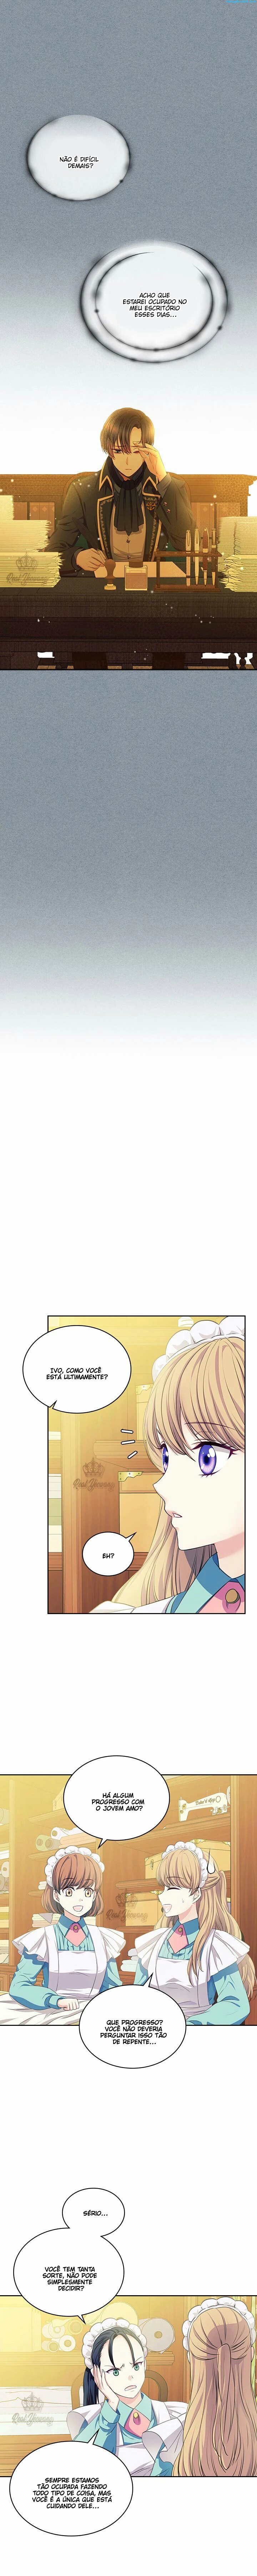 NÃO É DIFÍCIL
DEMAIS?
ACHO QUE
ESTAREI OCUPADO NO
MEU ESCRITÓRIO
ESSES DIAS...
IVO, COMO VOCÊ
ESTÁ ULTIMAMENTE?
EH?
HÁ ALGUM
PROGRESSO COM
O JOVEM AMO?
QUE PROGRESSO?
VOCÊ NÃO DEVERIA
PERGUNTAR ISSO TÃO
DE REPENTE...
SÉRIO...
VOCÊ TEM TANTA
SORTE, NÃO PODE
SIMPLESMENTE
DECIDIR?
SEMPRE ESTAMOS
TÃO OCUPADA FAZENDO
TODO TIPO DE COISA, MAS
VOCÊ É A ÚNICA QUE ESTÁ
CUIDANDO DELE...